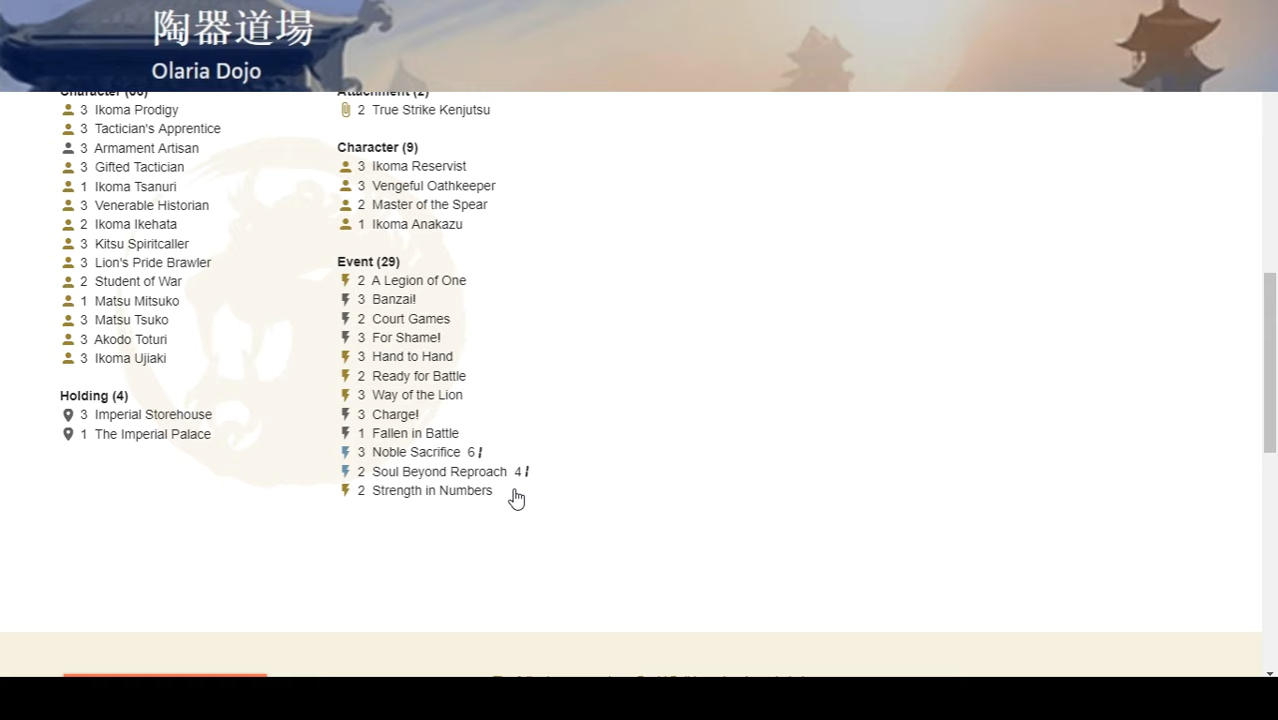 陶器道場
Olaria Dojo
3 Ikoma Prodigy
3 Tactician's Apprentice
3 Armament Artisan
3 Gifted Tactician
1 Ikoma Tsanuri
3 Venerable Historian
2 Ikoma Ikehata
3 Kitsu Spiritcaller
3 Lion's Pride Brawler
2 Student of War
1 Matsu Mitsuko
3 Matsu Tsuko
3 Akodo Toturi
3 Ikoma Ujiaki
Holding (4)
3 Imperial Storehouse
1 The Imperial Palace
Attachment (2)
2 True Strike Kenjutsu
Character (9)
3 Ikoma Reservist
3 Vengeful Oathkeeper
2 Master of the Spear
1 Ikoma Anakazu
Event (29)
2 A Legion of One
3 Banzai!
2 Court Games
3 For Shame!
3 Hand to Hand
2 Ready for Battle
3 Way of the Lion
3 Charge!
1 Fallen in Battle
3 Noble Sacrifice 6
2 Soul Beyond Reproach 4
2 Strength in Numbers